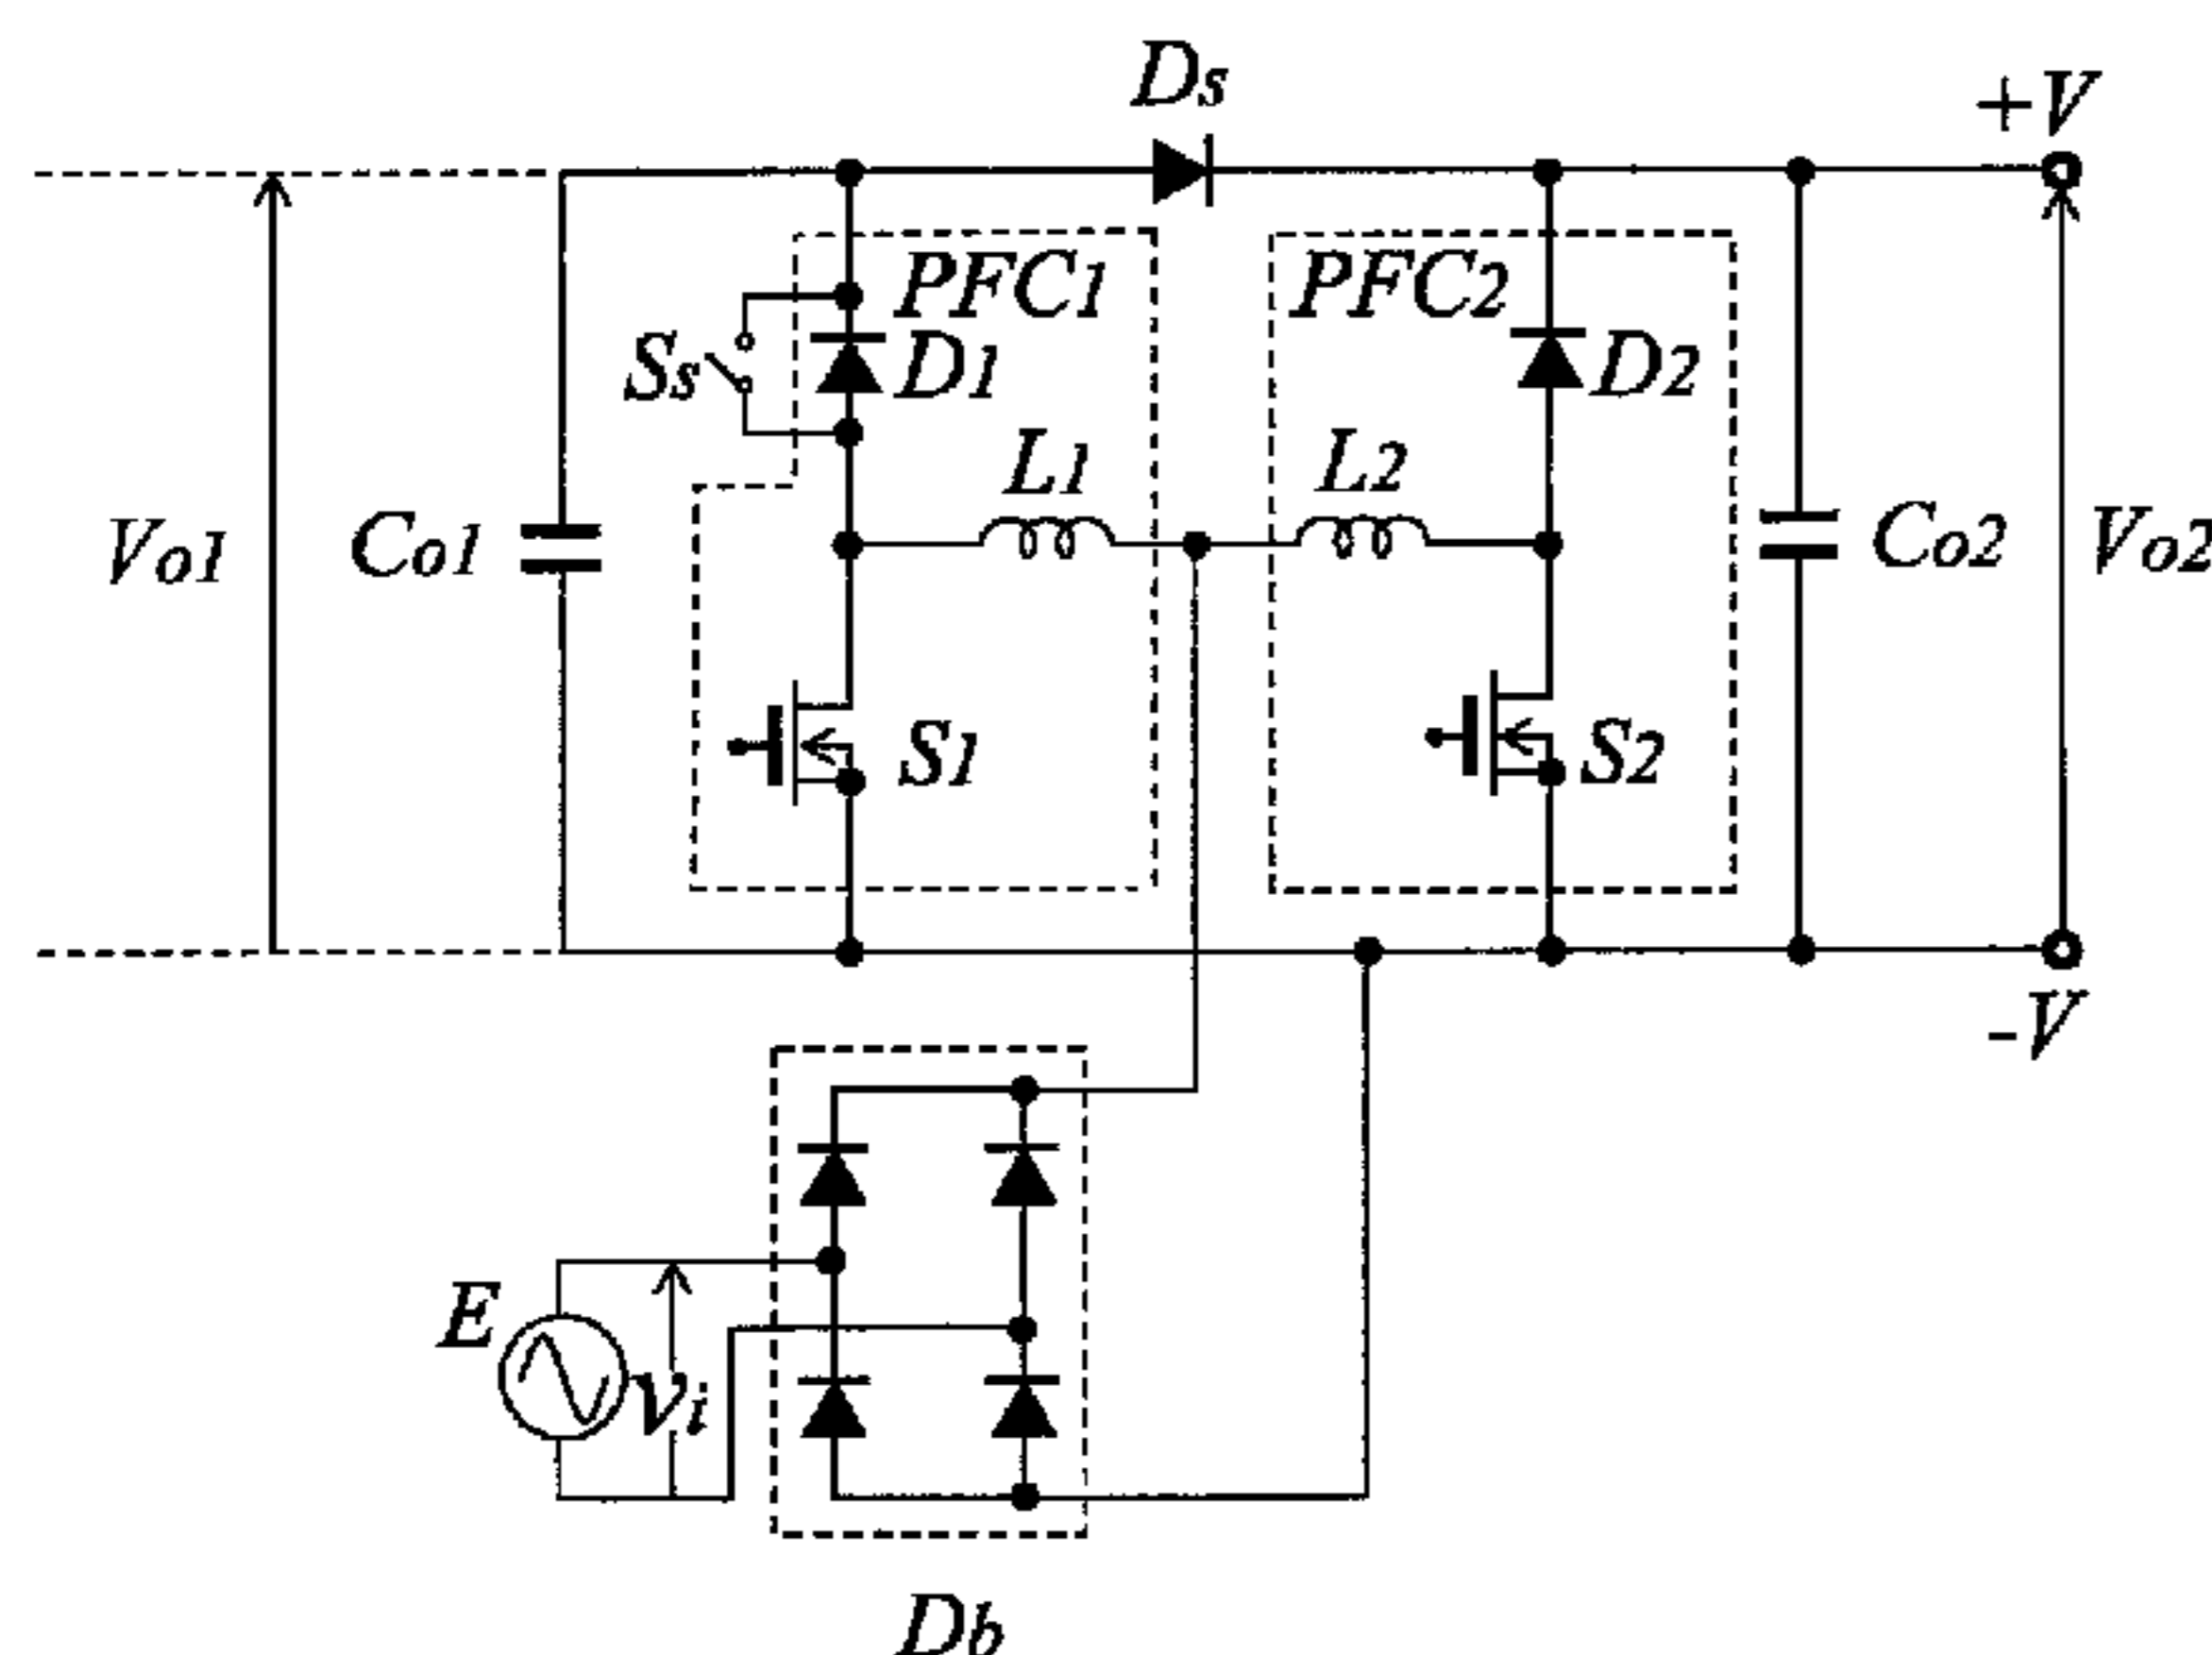 Ds
+V
PFC1
PFC2
Ss
D1
D2
L1
L2
Vo1
Co1
Co2
Vo2
S1
S2
-V
E
Vi
Db